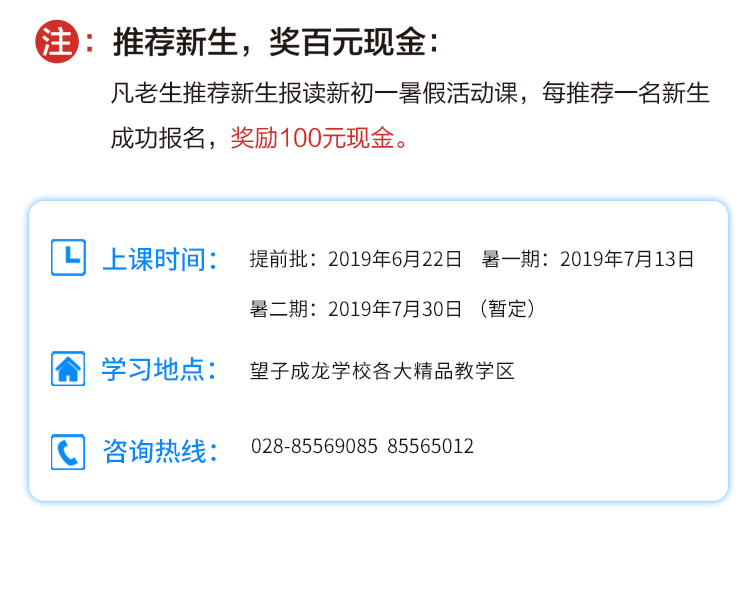 注：推荐新生，奖百元现金：
凡老生推荐新生报读新初一暑假活动课，每推荐一名新生
成功报名，奖励100元现金。
上课时间： 提前批：2019年6月22日 暑一期：2019年7月13日
暑二期：2019年7月30日（暂定）
学习地点： 望子成龙学校各大精品教学区
咨询热线： 028-85569085 85565012